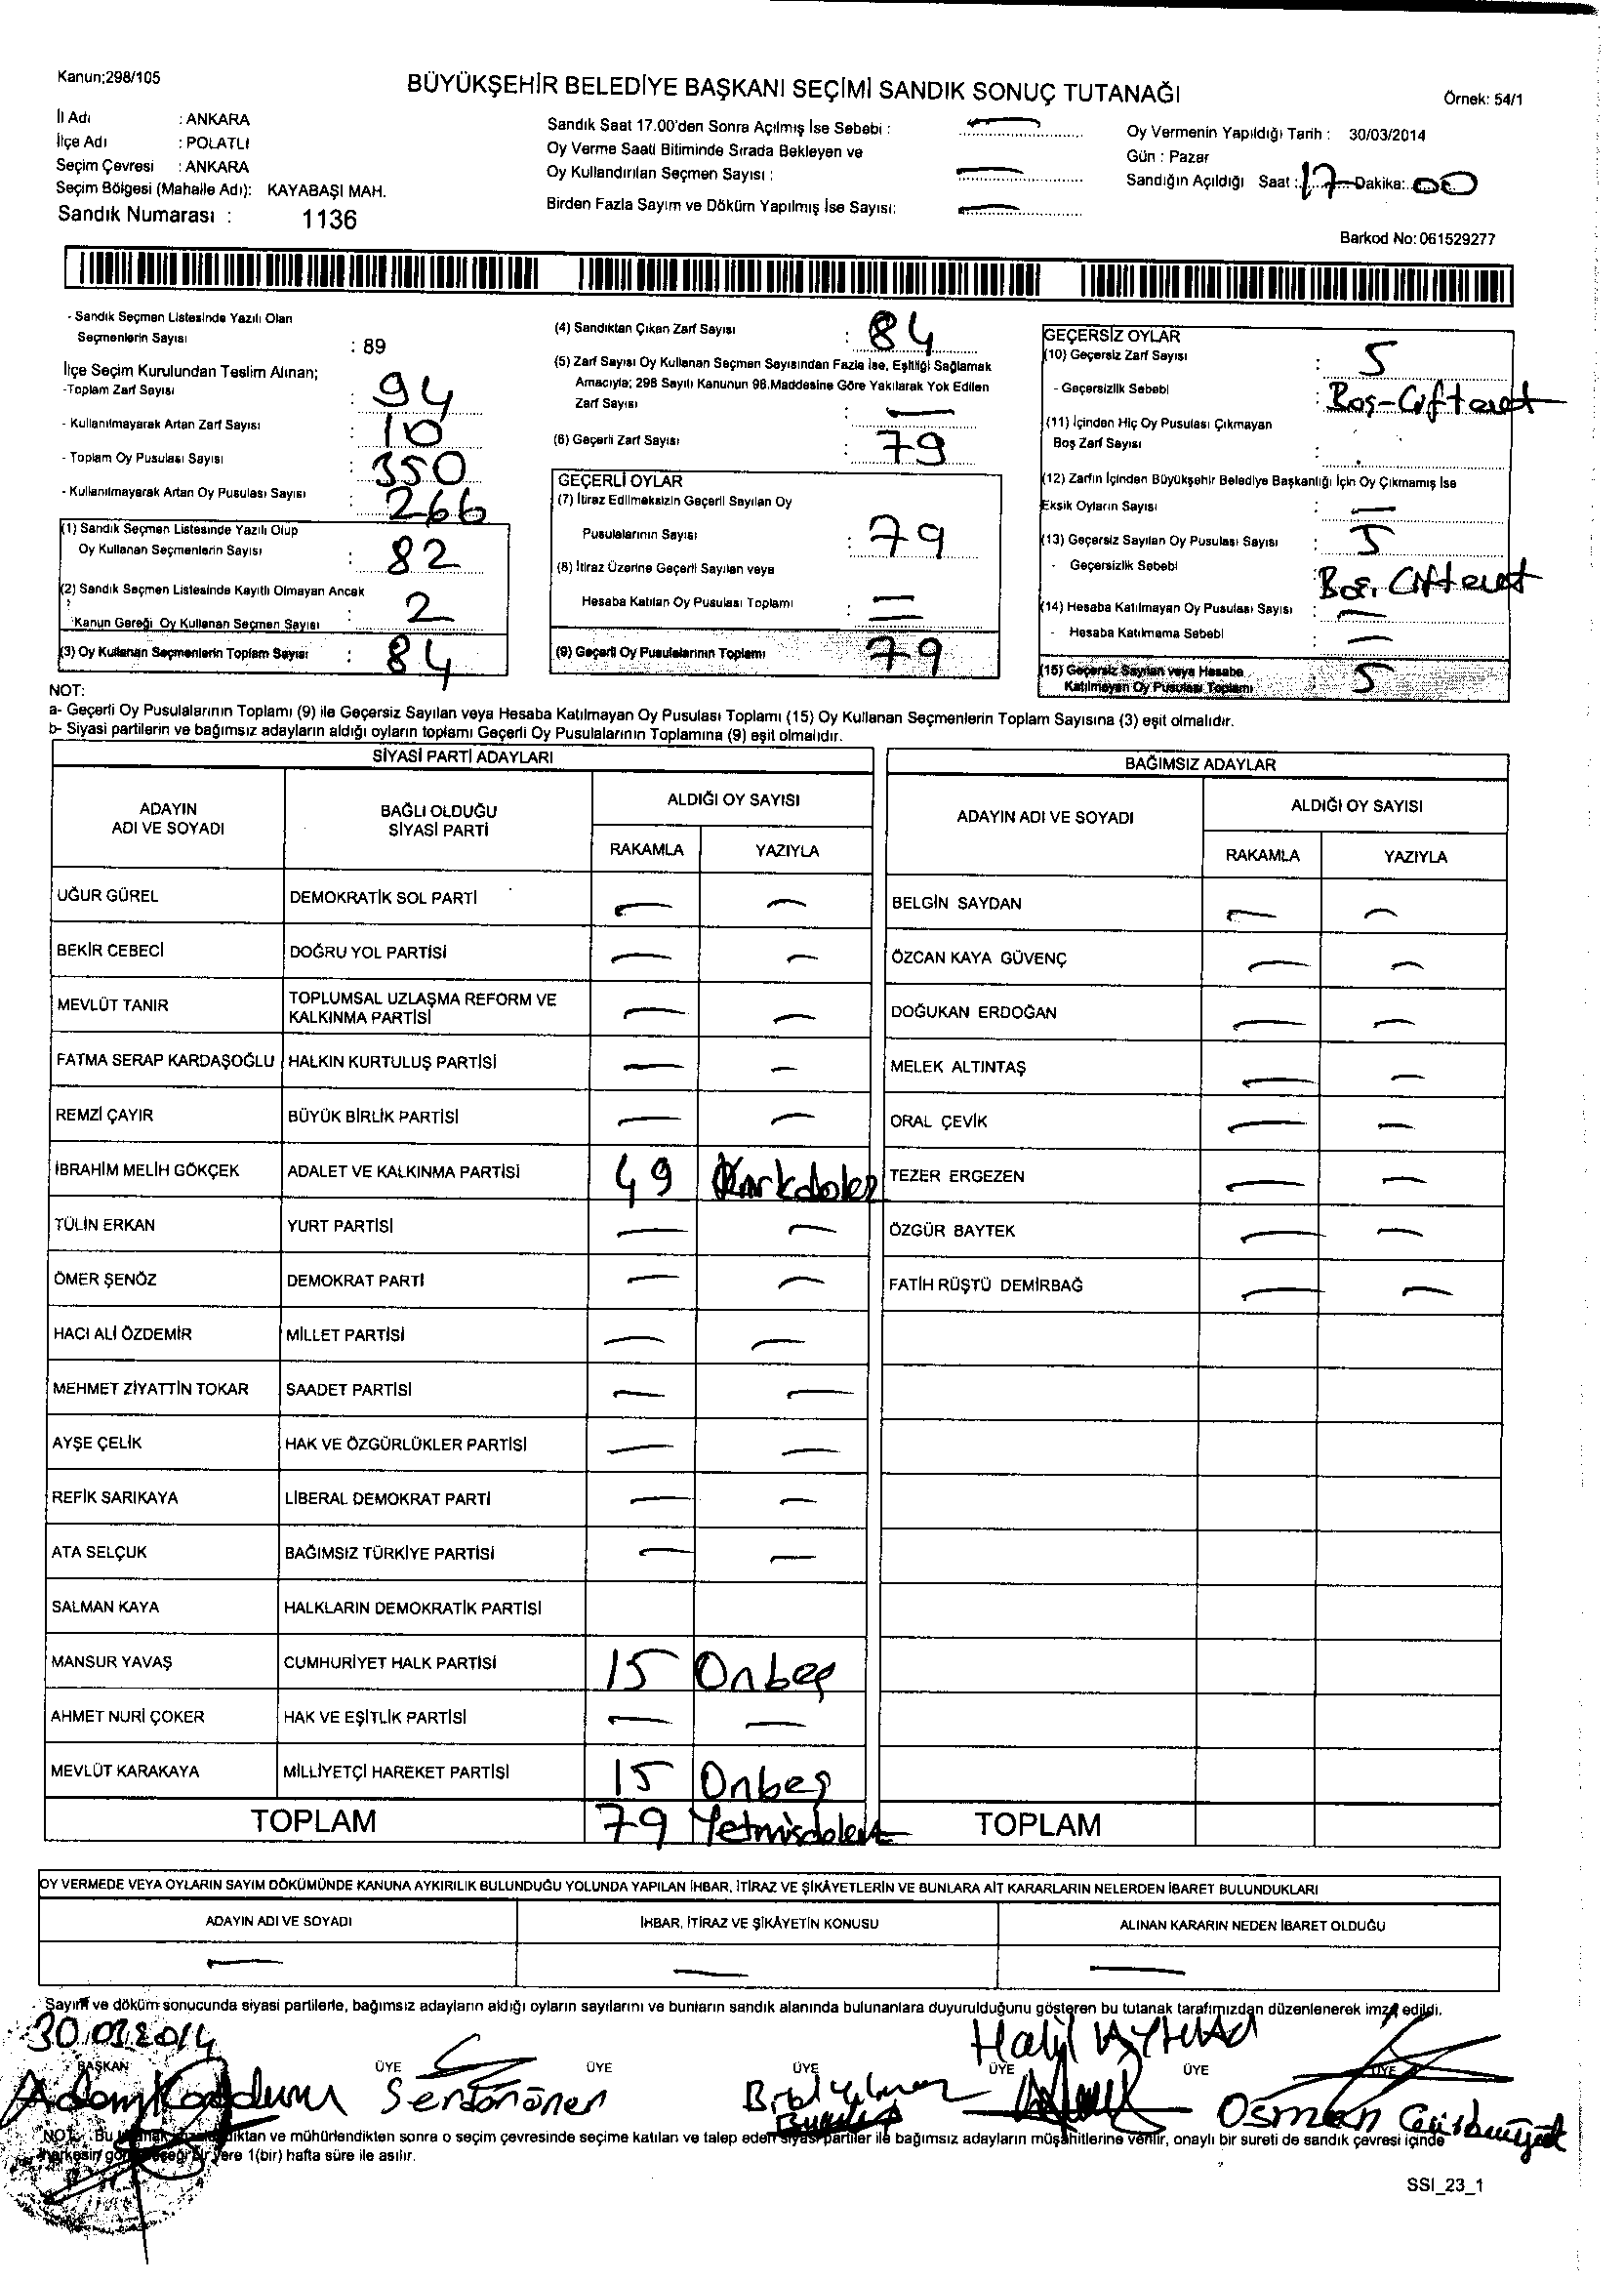 Kanun;298/105
BÜYÜKŞEHİR BELEDİYE BAŞKANI SEÇİMİ SANDIK SONUÇ TUTANAĞI
Örnek: 54/1
İl Adı : ANKARA
İlçe Adı : POLATLI
Seçim Çevresi : ANKARA
Seçim Bölgesi (Mahalle Adı): KAYABAŞI MAH.
Sandık Numarası : 1136
Sandık Saat 17.00'den Sonra Açılmış İse Sebebi : —
Oy Verme Saati Bitiminde Sırada Bekleyen ve
Oy Kullandırılan Seçmen Sayısı : —
Birden Fazla Sayım ve Döküm Yapılmış İse Sayısı: —
Oy Vermenin Yapıldığı Tarih : 30/03/2014
Gün : Pazar
Sandığın Açıldığı Saat : 17 Dakika: 00
Barkod No: 061529277
- Sandık Seçmen Listesinde Yazılı Olan
Seçmenlerin Sayısı : 89
İlçe Seçim Kurulundan Teslim Alınan;
-Toplam Zarf Sayısı : 94
- Kullanılmayarak Artan Zarf Sayısı : 10
- Toplam Oy Pusulası Sayısı : 350
- Kullanılmayarak Artan Oy Pusulası Sayısı : 266
(1) Sandık Seçmen Listesinde Yazılı Olup
Oy Kullanan Seçmenlerin Sayısı : 82
(2) Sandık Seçmen Listesinde Kayıtlı Olmayan Ancak
Kanun Gereği Oy Kullanan Seçmen Sayısı : 2
(3) Oy Kullanan Seçmenlerin Toplam Sayısı : 84
(4) Sandıktan Çıkan Zarf Sayısı : 84
(5) Zarf Sayısı Oy Kullanan Seçmen Sayısından Fazla İse, Eşitliği Sağlamak
Amacıyla; 298 Sayılı Kanunun 98.Maddesine Göre Yakılarak Yok Edilen
Zarf Sayısı : —
(6) Geçerli Zarf Sayısı : 79
GEÇERLİ OYLAR
(7) İtiraz Edilmeksizin Geçerli Sayılan Oy
Pusulalarının Sayısı : 79
(8) İtiraz Üzerine Geçerli Sayılan veya
Hesaba Katılan Oy Pusulası Toplamı : —
(9) Geçerli Oy Pusulalarının Toplamı 79
GEÇERSİZ OYLAR
(10) Geçersiz Zarf Sayısı : 5
- Geçersizlik Sebebi : Boş-Çift evet
(11) İçinden Hiç Oy Pusulası Çıkmayan
Boş Zarf Sayısı :
(12) Zarfın İçinden Büyükşehir Belediye Başkanlığı İçin Oy Çıkmamış İse
Eksik Oyların Sayısı : —
(13) Geçersiz Sayılan Oy Pusulası Sayısı : 5
- Geçersizlik Sebebi : Boş. Çift evet
(14) Hesaba Katılmayan Oy Pusulası Sayısı : —
- Hesaba Katılmama Sebebi —
(15) Geçersiz Sayılan veya Hesaba
Katılmayan Oy Pusulası Toplamı 5
NOT:
a- Geçerli Oy Pusulalarının Toplamı (9) ile Geçersiz Sayılan veya Hesaba Katılmayan Oy Pusulası Toplamı (15) Oy Kullanan Seçmenlerin Toplam Sayısına (3) eşit olmalıdır.
b- Siyasi partilerin ve bağımsız adayların aldığı oyların toplamı Geçerli Oy Pusulalarının Toplamına (9) eşit olmalıdır.
SİYASİ PARTİ ADAYLARI
ADAYIN ADI VE SOYADI BAĞLI OLDUĞU SİYASİ PARTİ ALDIĞI OY SAYISI
RAKAMLA YAZIYLA
UĞUR GÜREL DEMOKRATİK SOL PARTİ — —
BEKİR CEBECİ DOĞRU YOL PARTİSİ — —
MEVLÜT TANIR TOPLUMSAL UZLAŞMA REFORM VE KALKINMA PARTİSİ — —
FATMA SERAP KARDAŞOĞLU HALKIN KURTULUŞ PARTİSİ — —
REMZİ ÇAYIR BÜYÜK BİRLİK PARTİSİ — —
İBRAHİM MELİH GÖKÇEK ADALET VE KALKINMA PARTİSİ 49 Kırkdokuz
TÜLİN ERKAN YURT PARTİSİ — —
ÖMER ŞENÖZ DEMOKRAT PARTİ — —
HACI ALİ ÖZDEMİR MİLLET PARTİSİ — —
MEHMET ZİYATTİN TOKAR SAADET PARTİSİ — —
AYŞE ÇELİK HAK VE ÖZGÜRLÜKLER PARTİSİ — —
REFİK SARIKAYA LİBERAL DEMOKRAT PARTİ — —
ATA SELÇUK BAĞIMSIZ TÜRKİYE PARTİSİ — —
SALMAN KAYA HALKLARIN DEMOKRATİK PARTİSİ
MANSUR YAVAŞ CUMHURİYET HALK PARTİSİ 15 Onbeş
AHMET NURİ ÇOKER HAK VE EŞİTLİK PARTİSİ — —
MEVLÜT KARAKAYA MİLLİYETÇİ HAREKET PARTİSİ 15 Onbeş
TOPLAM 79
BAĞIMSIZ ADAYLAR
ADAYIN ADI VE SOYADI ALDIĞI OY SAYISI
RAKAMLA YAZIYLA
BELGİN SAYDAN — —
ÖZCAN KAYA GÜVENÇ — —
DOĞUKAN ERDOĞAN — —
MELEK ALTINTAŞ — —
ORAL ÇEVİK — —
TEZER ERGEZEN — —
ÖZGÜR BAYTEK — —
FATİH RÜŞTÜ DEMİRBAĞ — —
TOPLAM
OY VERMEDE VEYA OYLARIN SAYIM DÖKÜMÜNDE KANUNA AYKIRILIK BULUNDUĞU YOLUNDA YAPILAN İHBAR, İTİRAZ VE ŞİKÂYETLERİN VE BUNLARA AİT KARARLARIN NELERDEN İBARET BULUNDUKLARI
ADAYIN ADI VE SOYADI İHBAR, İTİRAZ VE ŞİKÂYETİN KONUSU ALINAN KARARIN NEDEN İBARET OLDUĞU
— — —
Sayım ve döküm sonucunda siyasi partilerle, bağımsız adayların aldığı oyların sayılarını ve bunların sandık alanında bulunanlara duyurulduğunu gösteren bu tutanak tarafımızdan düzenlenerek imza edildi.
30.03.2014
BAŞKAN ÜYE ÜYE ÜYE ÜYE ÜYE ÜYE
Halil
Osman
NOT: Bu tutanak ve mühürlendikten sonra o seçim çevresinde seçime katılan ve talep eden siyasi partiler ile bağımsız adayların müşahitlerine verilir, onaylı bir sureti de sandık çevresi içinde
herkesin göreceği bir yere 1(bir) hafta süre ile asılır.
SSI_23_1